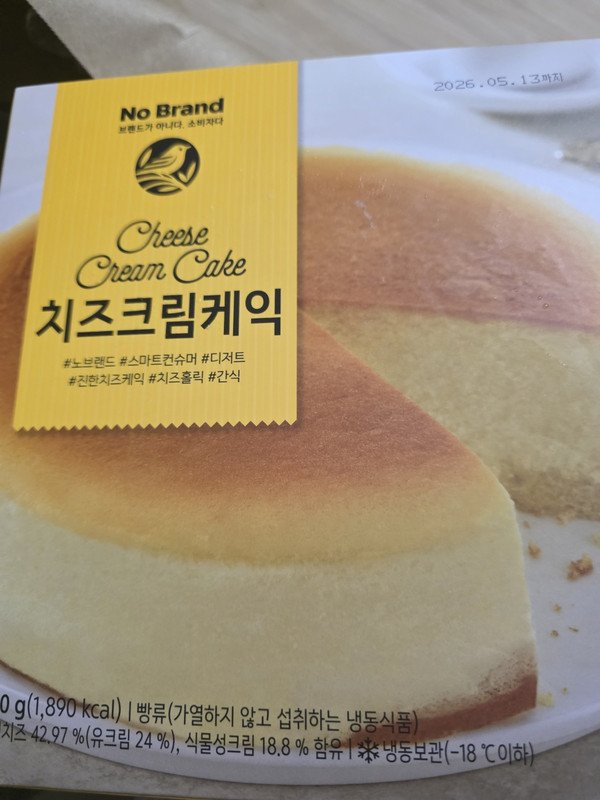 2026.05.13까지
No Brand
브랜드가 아니다. 소비자다
Cheese
Cream Cake
치즈크림케익
#노브랜드 #스마트컨슈머 #디저트
#진한치즈케익 #치즈홀릭 #간식
0 g(1,890 kcal) | 빵류(가열하지 않고 섭취하는 냉동식품)
치즈 42.97 %(유크림 24 %), 식물성크림 18.8 % 함유 | 냉동보관(-18 ℃ 이하)